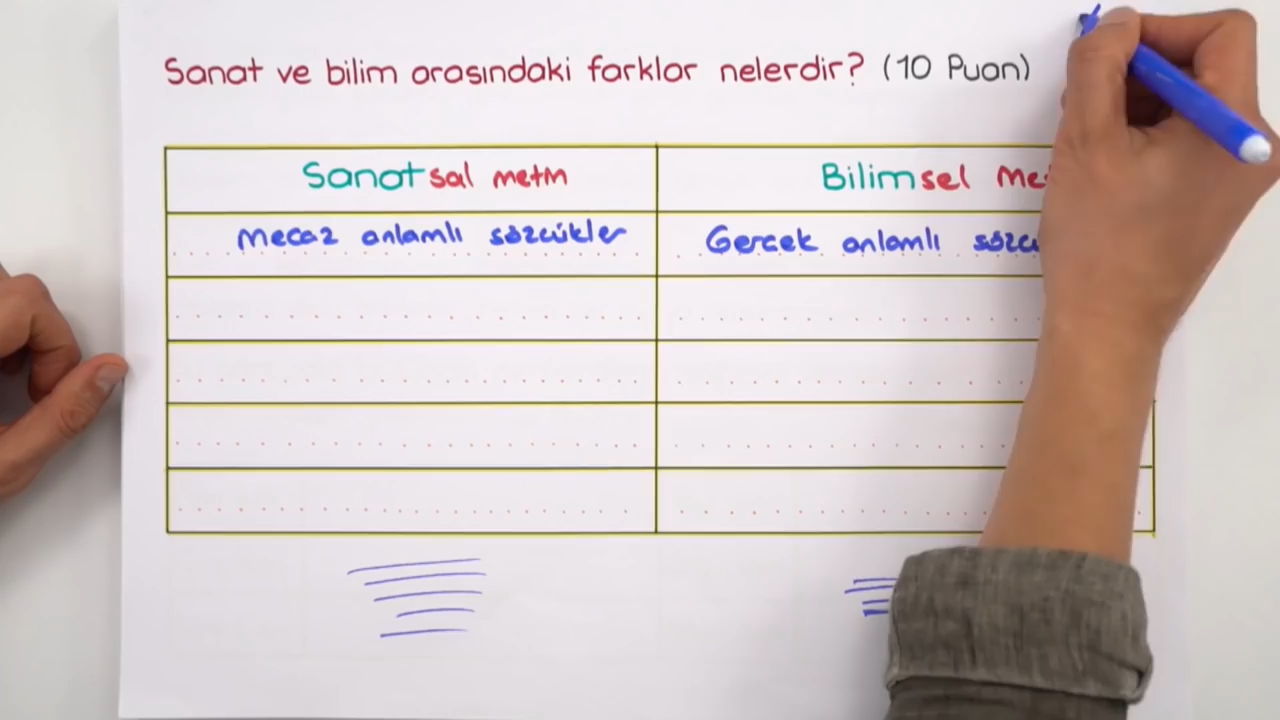 Sanat ve bilim arasındaki farklar nelerdir? (10 Puan)
Sanatsal metin
Bilimsel
Mecaz anlamlı sözcükler
Gerçek anlamlı